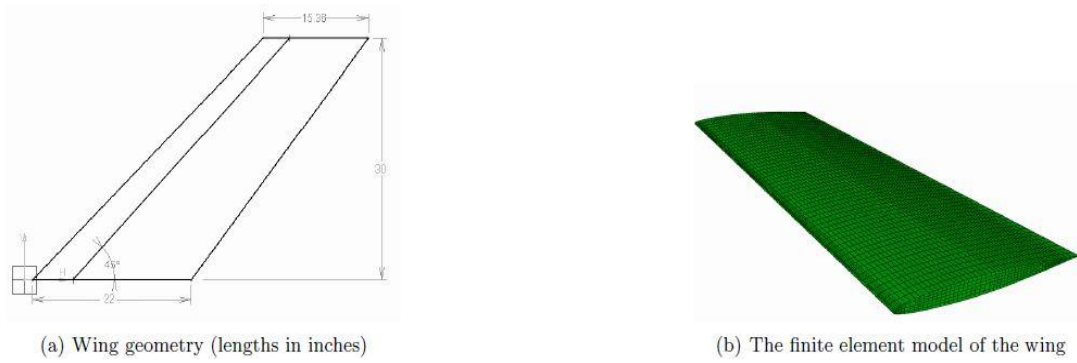 15.36
30
45°
H
22
(a) Wing geometry (lengths in inches)
(b) The finite element model of the wing